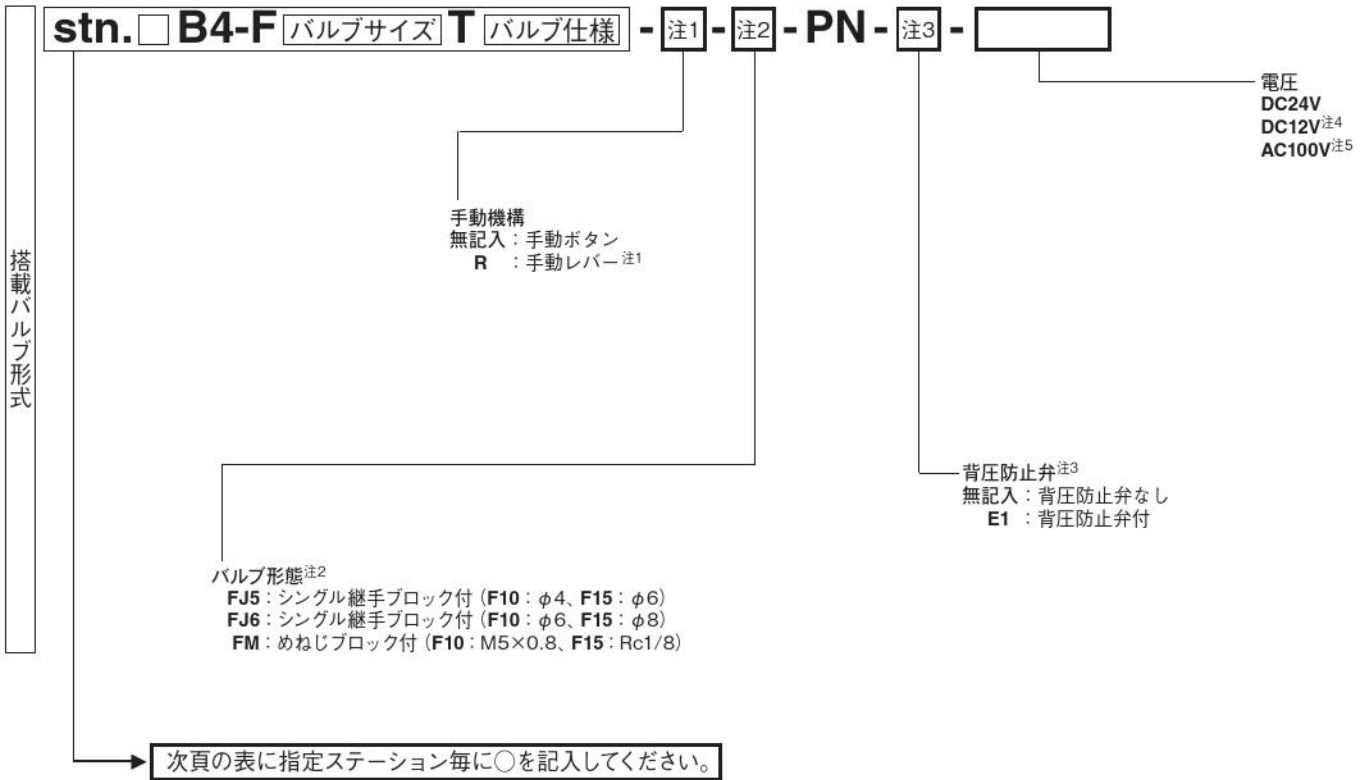 stn.□ B4-F バルブサイズ T バルブ仕様 - 注1 - 注2 - PN - 注3 -
電圧
DC24V
DC12V注4
AC100V注5
手動機構
無記入：手動ボタン
R ：手動レバー注1
搭載バルブ形式
背圧防止弁注3
無記入：背圧防止弁なし
E1 ：背圧防止弁付
バルブ形態注2
FJ5：シングル継手ブロック付（F10：φ4、F15：φ6）
FJ6：シングル継手ブロック付（F10：φ6、F15：φ8）
FM：めねじブロック付（F10：M5×0.8、F15：Rc1/8）
次頁の表に指定ステーション毎に○を記入してください。